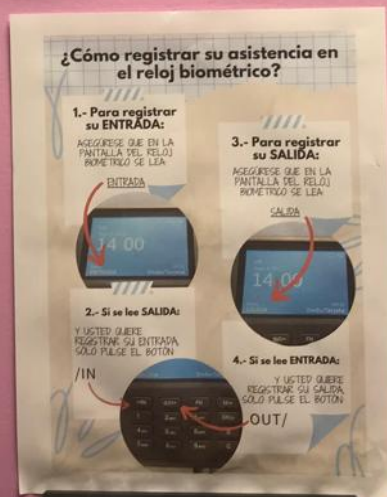 ¿Cómo registrar su asistencia en
el reloj biométrico?
1.- Para registrar
su ENTRADA:
ASEGÚRESE QUE EN LA
PANTALLA DEL RELOJ
BIOMÉTRICO SE LEA
ENTRADA
14 00
2.- Si se lee SALIDA:
Y USTED QUIERE
REGISTRAR SU ENTRADA,
SOLO PULSE EL BOTÓN
/IN
3.- Para registrar
su SALIDA:
ASEGÚRESE QUE EN LA
PANTALLA DEL RELOJ
BIOMÉTRICO SE LEA
SALIDA
14 09
4.- Si se lee ENTRADA:
Y USTED QUIERE
REGISTRAR SU SALIDA,
SOLO PULSE EL BOTÓN
OUT/